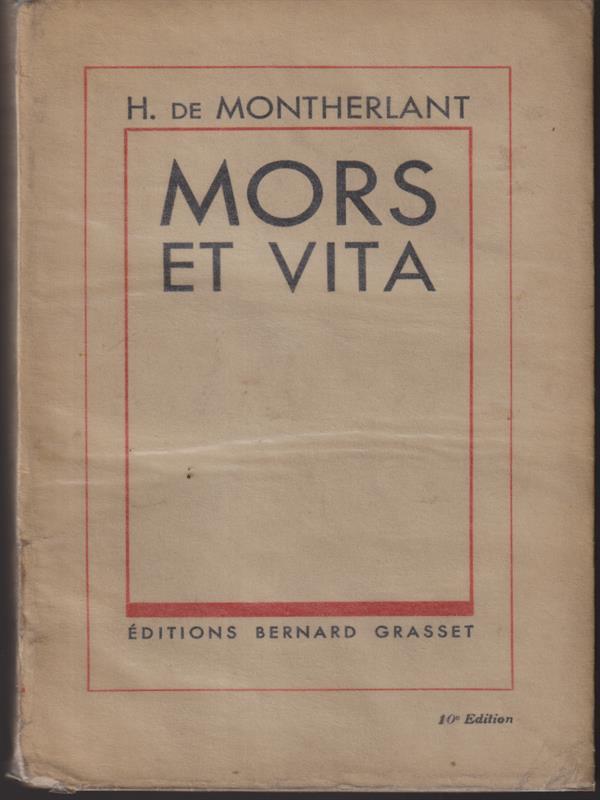 H. DE MONTHERLANT
MORS
ET VITA
ÉDITIONS BERNARD GRASSET
10e Edition